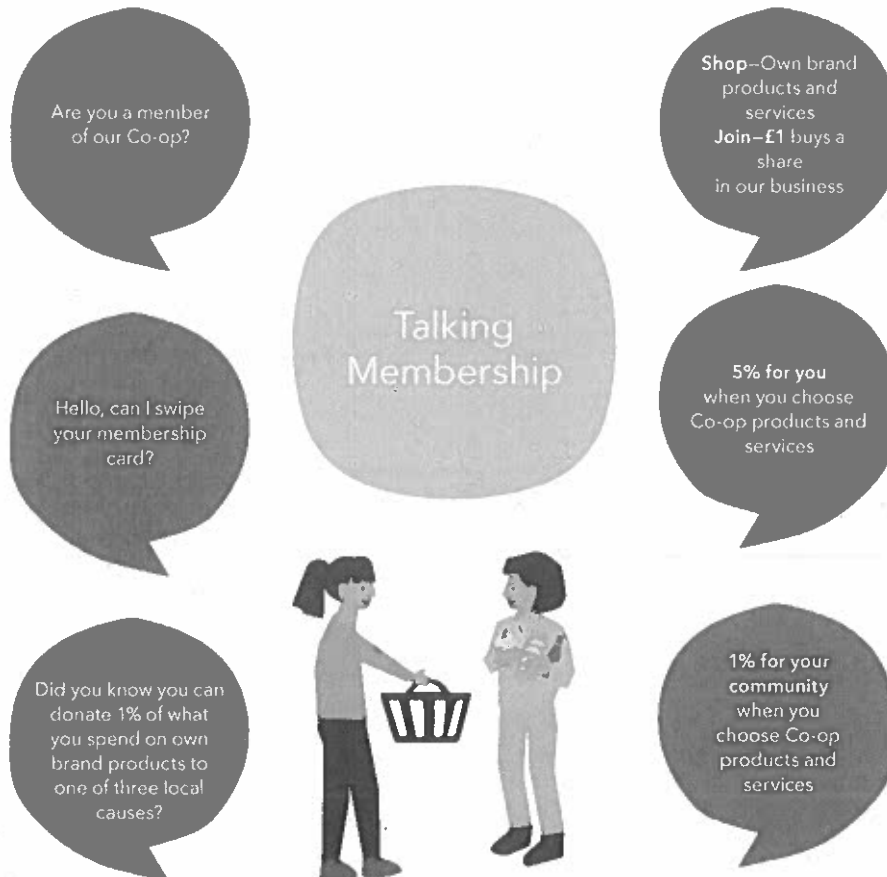 Are you a member
of our Co-op?
Hello, can I swipe
your membership
card?
Did you know you can
donate 1% of what
you spend on own
brand products to
one of three local
causes?
Talking
Membership
Shop–Own brand
products and
services
Join–£1 buys a
share
in our business
5% for you
when you choose
Co-op products and
services
1% for your
community
when you
choose Co-op
products and
services